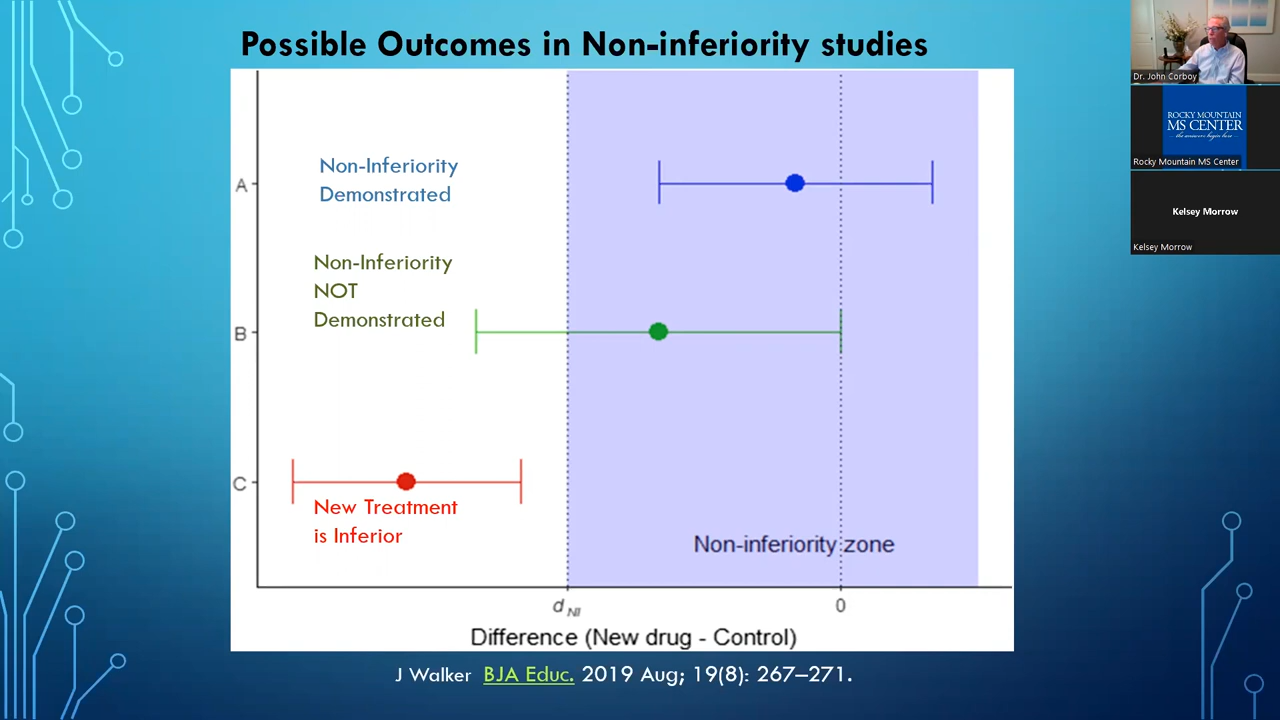 Possible Outcomes in Non-inferiority studies
A
Non-Inferiority
Demonstrated
B
Non-Inferiority
NOT
Demonstrated
C
New Treatment
is Inferior
Non-inferiority zone
d NI
0
Difference (New drug - Control)
J Walker BJA Educ. 2019 Aug; 19(8): 267–271.
Dr. John Corboy
ROCKY MOUNTAIN
MS CENTER
the answers begin here
Rocky Mountain MS Center
Kelsey Morrow
Kelsey Morrow